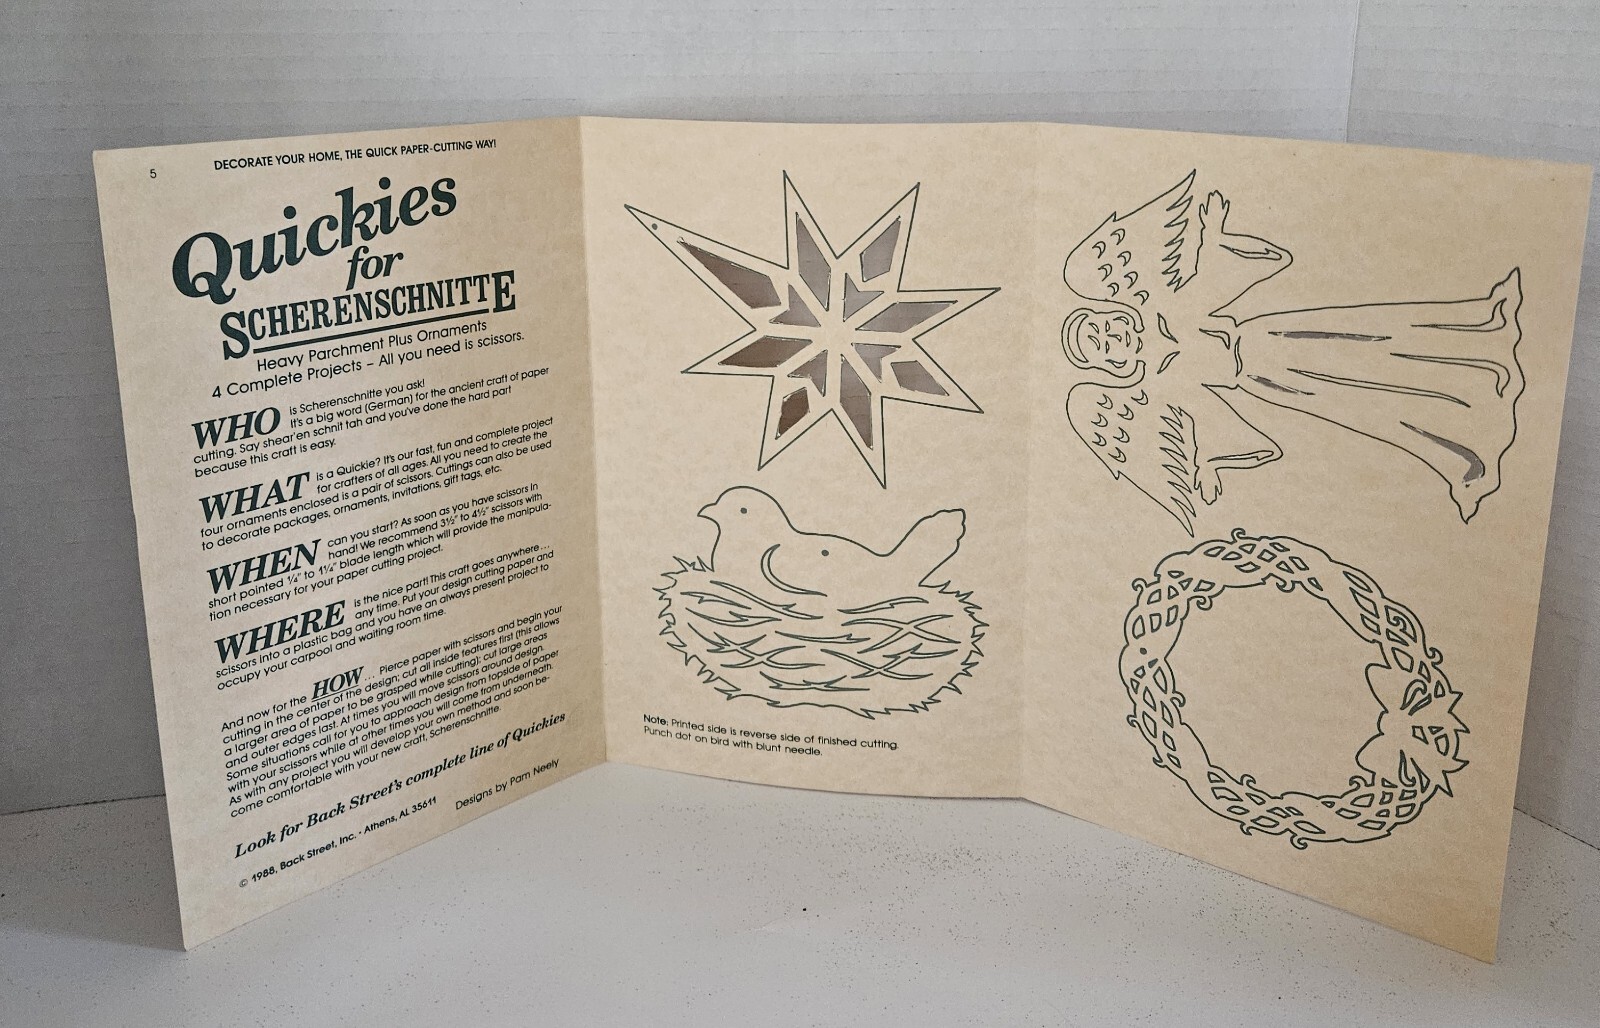 5
DECORATE YOUR HOME, THE QUICK PAPER-CUTTING WAY!
Quickies
for
SCHERENSCHNITTE
Heavy Parchment Plus Ornaments
4 Complete Projects – All you need is scissors.
WHO is Scherenschnitte you ask!
It's a big word (German) for the ancient craft of paper
cutting. Say shear'en schnit tah and you've done the hard part
because this craft is easy.
WHAT is a Quickie? It's our fast, fun and complete project
for crafters of all ages. All you need to create the
four ornaments enclosed is a pair of scissors. Cuttings can also be used
to decorate packages, ornaments, invitations, gift tags, etc.
WHEN can you start? As soon as you have scissors in
hand! We recommend 3½" to 4½" scissors with
short pointed ¼" to 1¼" blade length which will provide the manipula-
tion necessary for your paper cutting project.
WHERE is the nice part! This craft goes anywhere...
any time. Put your design cutting paper and
scissors into a plastic bag and you have an always present project to
occupy your carpool and waiting room time.
And now for the HOW... Pierce paper with scissors and begin your
cutting in the center of the design; cut all inside features first (this allows
a larger area of paper to be grasped while cutting); cut large areas
and outer edges last. At times you will move scissors around design.
Some situations call for you to approach design from topside of paper
with your scissors while at other times you will come from underneath.
As with any project you will develop your own method and soon be-
come comfortable with your new craft, Scherenschnitte.
Look for Back Street's complete line of Quickies
© 1988, Back Street, Inc. · Athens, AL 35611 Designs by Pam Neely
Note: Printed side is reverse side of finished cutting.
Punch dot on bird with blunt needle.